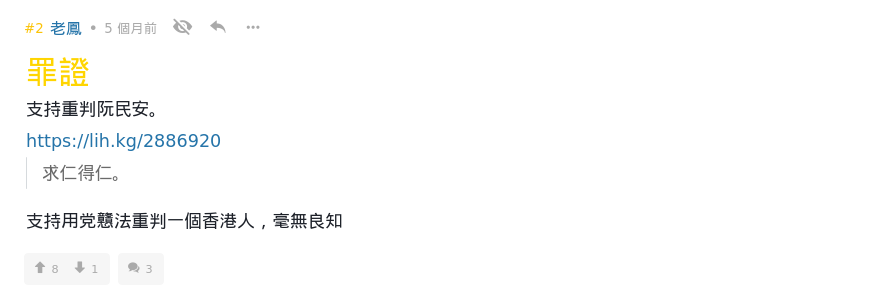 #2 老鳳 • 5 個月前
罪證
支持重判阮民安。
https://lih.kg/2886920
求仁得仁。
支持用党戇法重判一個香港人，毫無良知
8 1 3